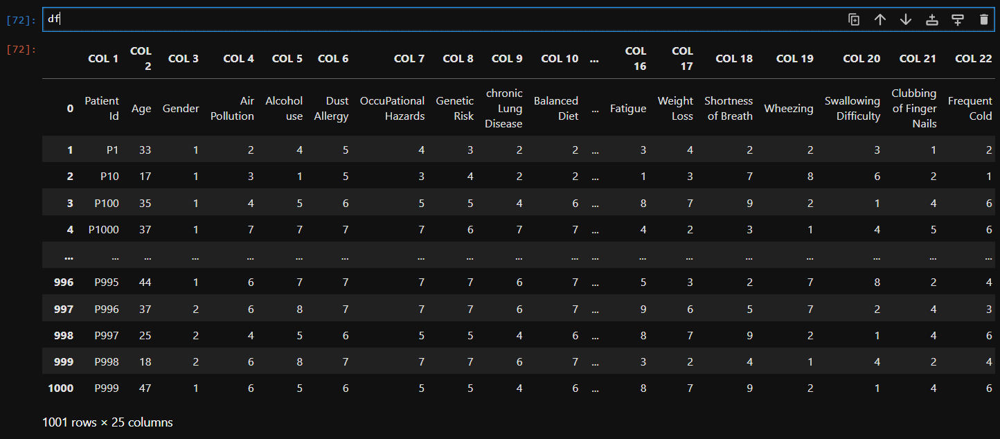 [72]: df
[72]:
COL 1 COL 2 COL 3 COL 4 COL 5 COL 6 COL 7 COL 8 COL 9 COL 10 ... COL 16 COL 17 COL 18 COL 19 COL 20 COL 21 COL 22
0 Patient Id Age Gender Air Pollution Alcohol use Dust Allergy OccuPational Hazards Genetic Risk chronic Lung Disease Balanced Diet ... Fatigue Weight Loss Shortness of Breath Wheezing Swallowing Difficulty Clubbing of Finger Nails Frequent Cold
1 P1 33 1 2 4 5 4 3 2 2 ... 3 4 2 2 3 1 2
2 P10 17 1 3 1 5 3 4 2 2 ... 1 3 7 8 6 2 1
3 P100 35 1 4 5 6 5 5 4 6 ... 8 7 9 2 1 4 6
4 P1000 37 1 7 7 7 7 6 7 7 ... 4 2 3 1 4 5 6
... ... ... ... ... ... ... ... ... ... ... ... ... ... ... ... ... ... ...
996 P995 44 1 6 7 7 7 7 6 7 ... 5 3 2 7 8 2 4
997 P996 37 2 6 8 7 7 7 6 7 ... 9 6 5 7 2 4 3
998 P997 25 2 4 5 6 5 5 4 6 ... 8 7 9 2 1 4 6
999 P998 18 2 6 8 7 7 7 6 7 ... 3 2 4 1 4 2 4
1000 P999 47 1 6 5 6 5 5 4 6 ... 8 7 9 2 1 4 6
1001 rows × 25 columns